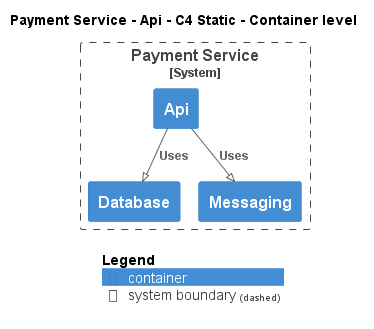 Payment Service - Api - C4 Static - Container level
Payment Service
[System]
Api
Uses Uses
Database Messaging
Legend
container
system boundary (dashed)